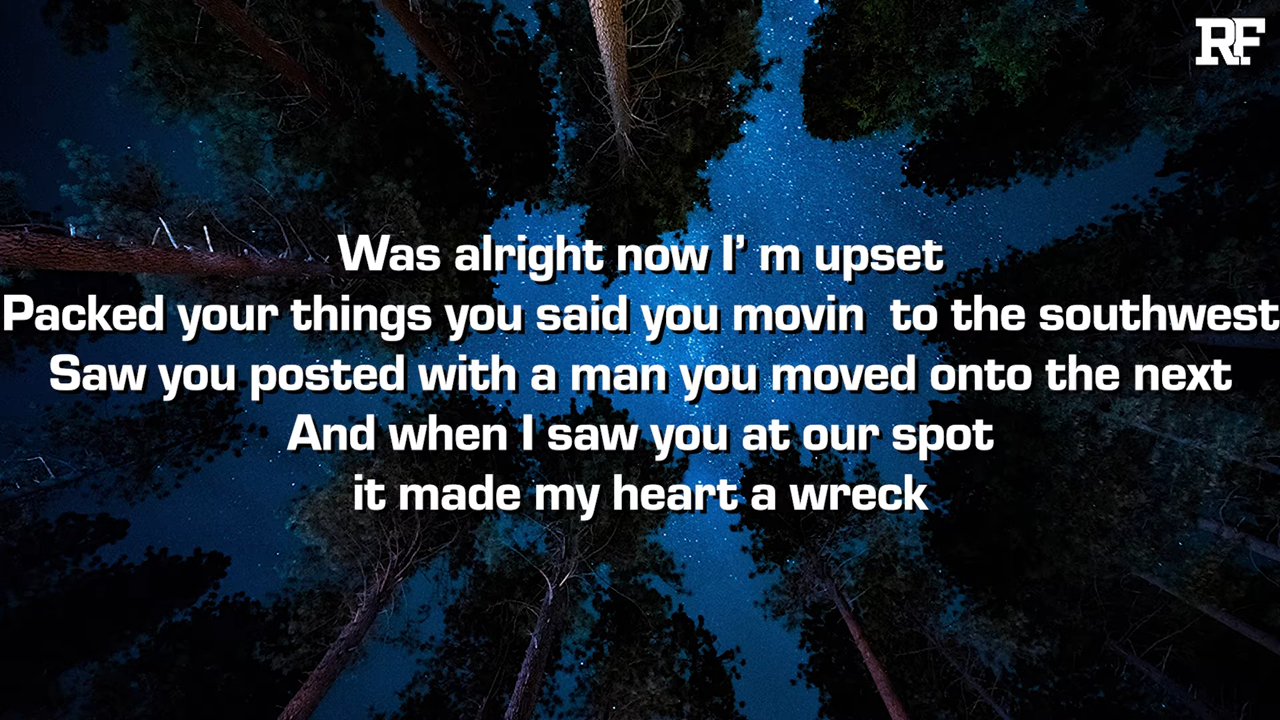 RF
Was alright now I’ m upset
Packed your things you said you movin  to the southwest
Saw you posted with a man you moved onto the next
And when I saw you at our spot
it made my heart a wreck